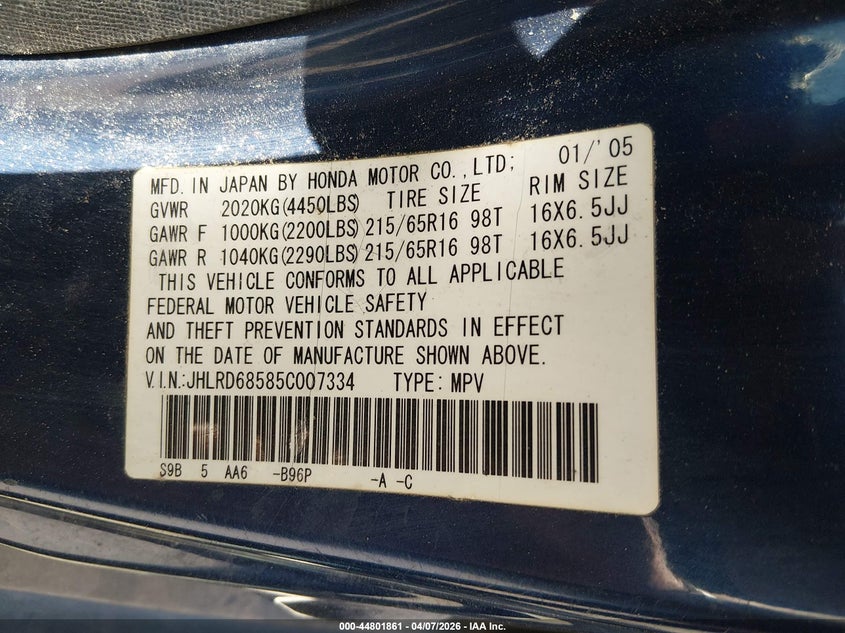 MFD. IN JAPAN BY HONDA MOTOR CO.,LTD; 01/'05
GVWR 2020KG(4450LBS) TIRE SIZE RIM SIZE
GAWR F 1000KG(2200LBS) 215/65R16 98T 16X6.5JJ
GAWR R 1040KG(2290LBS) 215/65R16 98T 16X6.5JJ
THIS VEHICLE CONFORMS TO ALL APPLICABLE
FEDERAL MOTOR VEHICLE SAFETY
AND THEFT PREVENTION STANDARDS IN EFFECT
ON THE DATE OF MANUFACTURE SHOWN ABOVE.
V.I.N.:JHLRD68585C007334 TYPE: MPV
S9B 5 AA6 -B96P -A -C
000-44801861 - 04/07/2026 - IAA Inc.